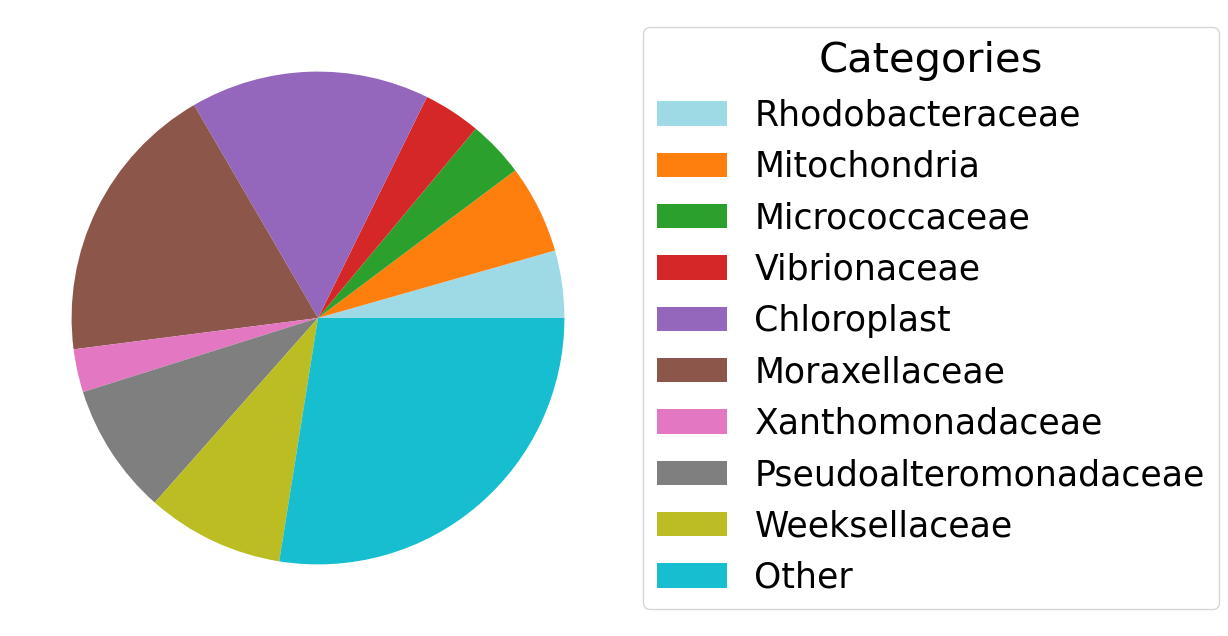 Categories
Rhodobacteraceae
Mitochondria
Micrococcaceae
Vibrionaceae
Chloroplast
Moraxellaceae
Xanthomonadaceae
Pseudoalteromonadaceae
Weeksellaceae
Other